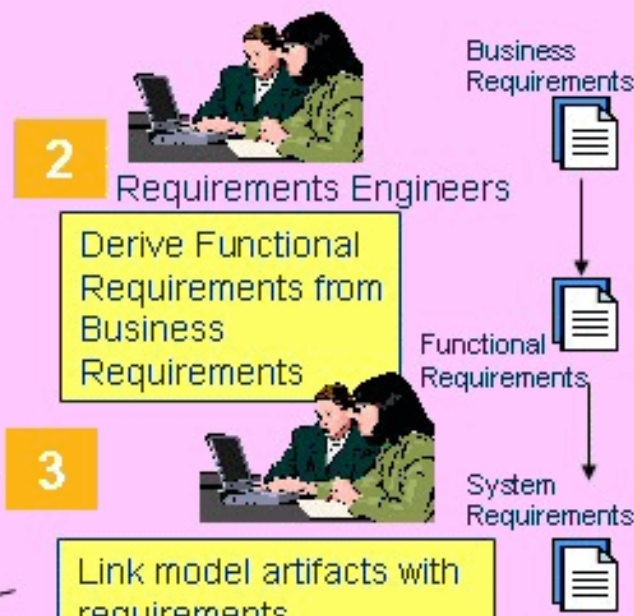 Business
Requirements
2
Requirements Engineers
Derive Functional
Requirements from
Business
Requirements
Functional
Requirements
3
System
Requirements
Link model artifacts with
requirements